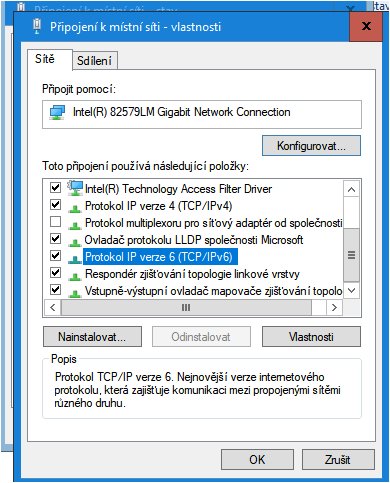 Připojení k místní síti - stav
stav
Připojení k místní síti - vlastnosti
Sítě
Sdílení
Připojit pomocí:
Intel(R) 82579LM Gigabit Network Connection
Konfigurovat...
Toto připojení používá následující položky:
Intel(R) Technology Access Filter Driver
Protokol IP verze 4 (TCP/IPv4)
Protokol multiplexoru pro síťový adaptér od společnosti
Ovladač protokolu LLDP společnosti Microsoft
Protokol IP verze 6 (TCP/IPv6)
Respondér zjišťování topologie linkové vrstvy
Vstupně-výstupní ovladač mapovače zjišťování topolo
Nainstalovat...
Odinstalovat
Vlastnosti
Popis
Protokol TCP/IP verze 6. Nejnovější verze internetového
protokolu, která zajišťuje komunikaci mezi propojenými sítěmi
různého druhu.
OK
Zrušit